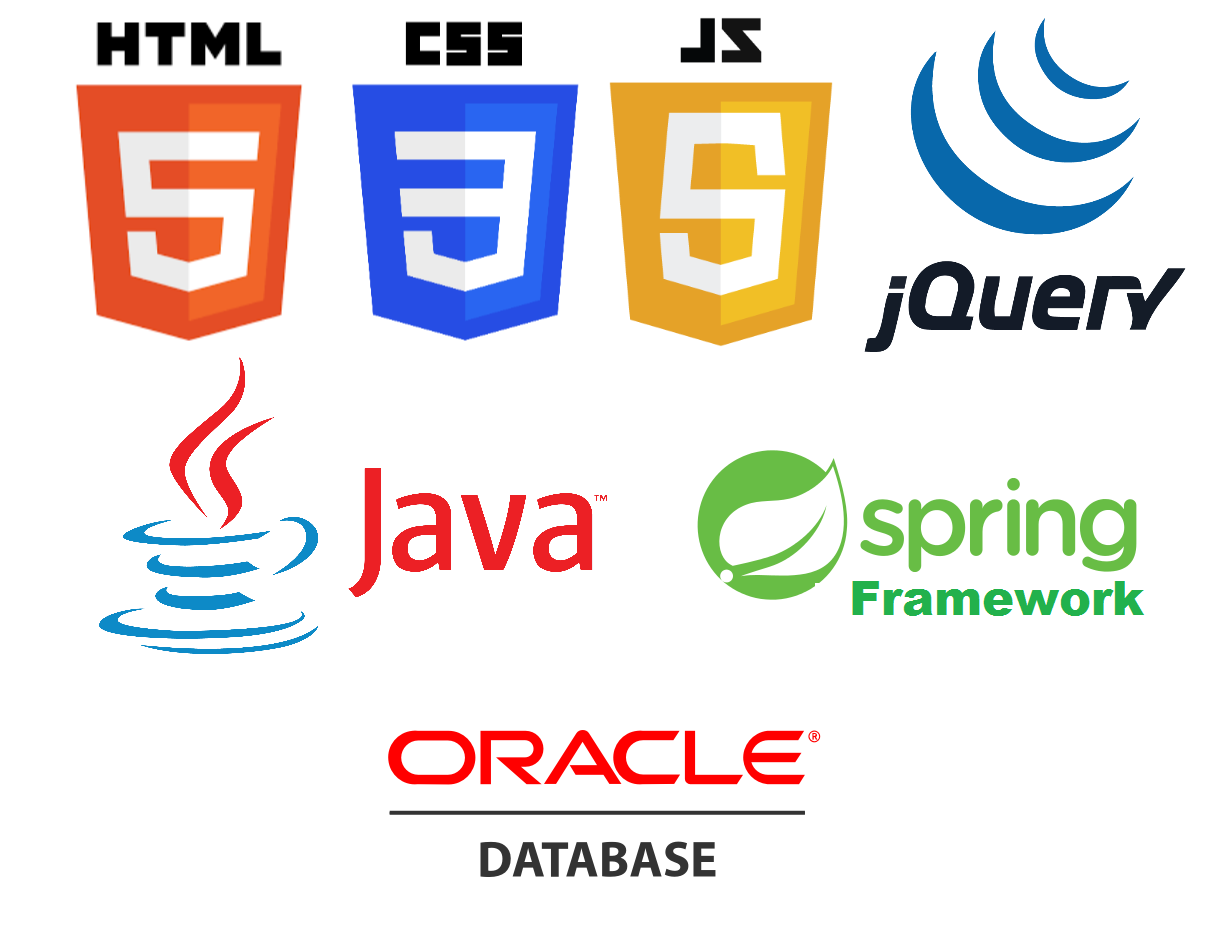 HTML
CSS
JS
5
3
5
jQuery
Java™
spring
Framework
ORACLE®
DATABASE